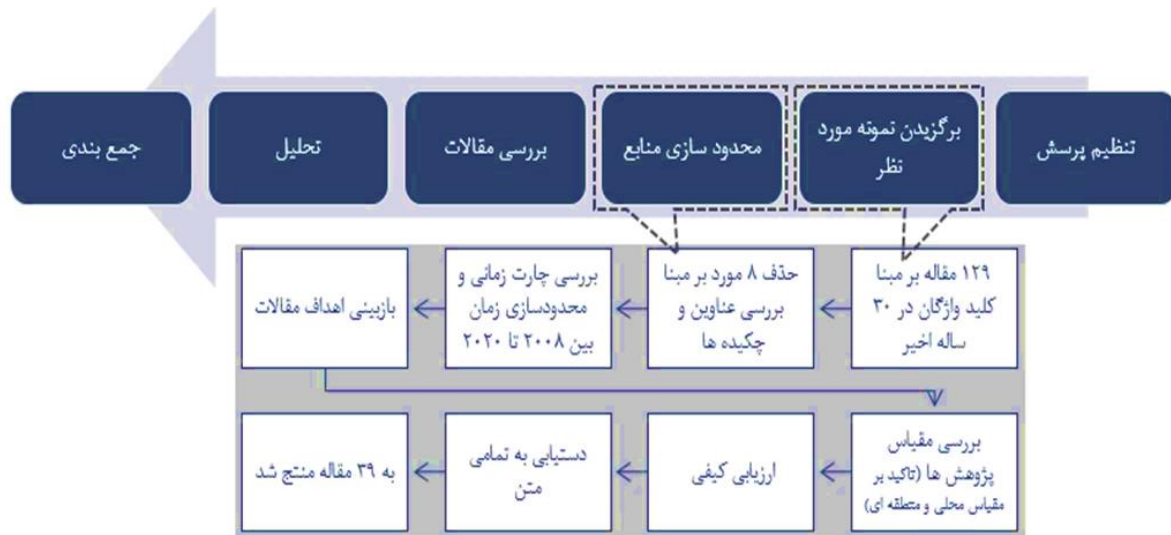 تنظیم پرسش
برگزیدن نمونه مورد
نظر
محدود سازی منابع
بررسی مقالات
تحلیل
جمع بندی
۱۲۹ مقاله بر مبنا
کلید واژگان در ۳۰
ساله اخیر
حذف ۸ مورد بر مبنا
بررسی عناوین و
چکیده ها
بررسی چارت زمانی و
محدودسازی زمان
بین ۲۰۰۸ تا ۲۰۲۰
بازبینی اهداف مقالات
بررسی مقیاس
پژوهش ها (تاکید بر
مقیاس محلی و منطقه ای)
ارزیابی کیفی
دستیابی به تمامی
متن
به ۳۹ مقاله منتج شد